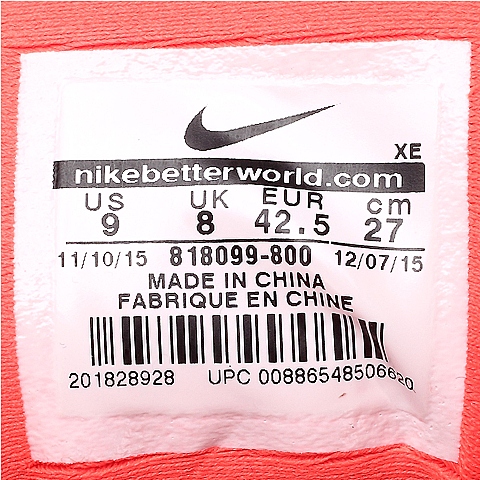 XE
nikebetterworld.com
US UK EUR cm
9 8 42.5 27
11/10/15 818099-800 12/07/15
MADE IN CHINA
FABRIQUE EN CHINE
201828928 UPC 00886548506620